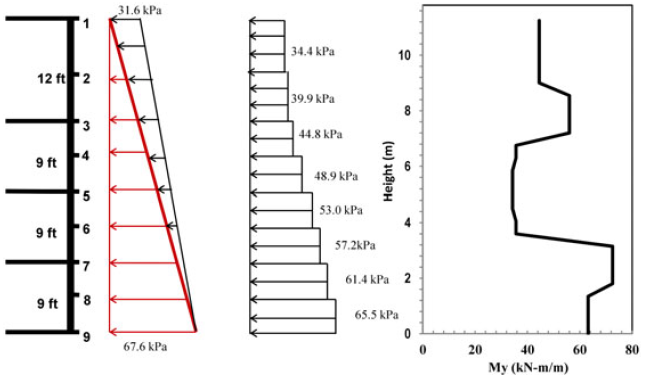 31.6 kPa
1
12 ft
2
3
9 ft
4
5
9 ft
6
7
9 ft
8
9
67.6 kPa
34.4 kPa
39.9 kPa
44.8 kPa
48.9 kPa
53.0 kPa
57.2kPa
61.4 kPa
65.5 kPa
Height (m)
10
8
6
4
2
0
0 20 40 60 80
My (kN-m/m)